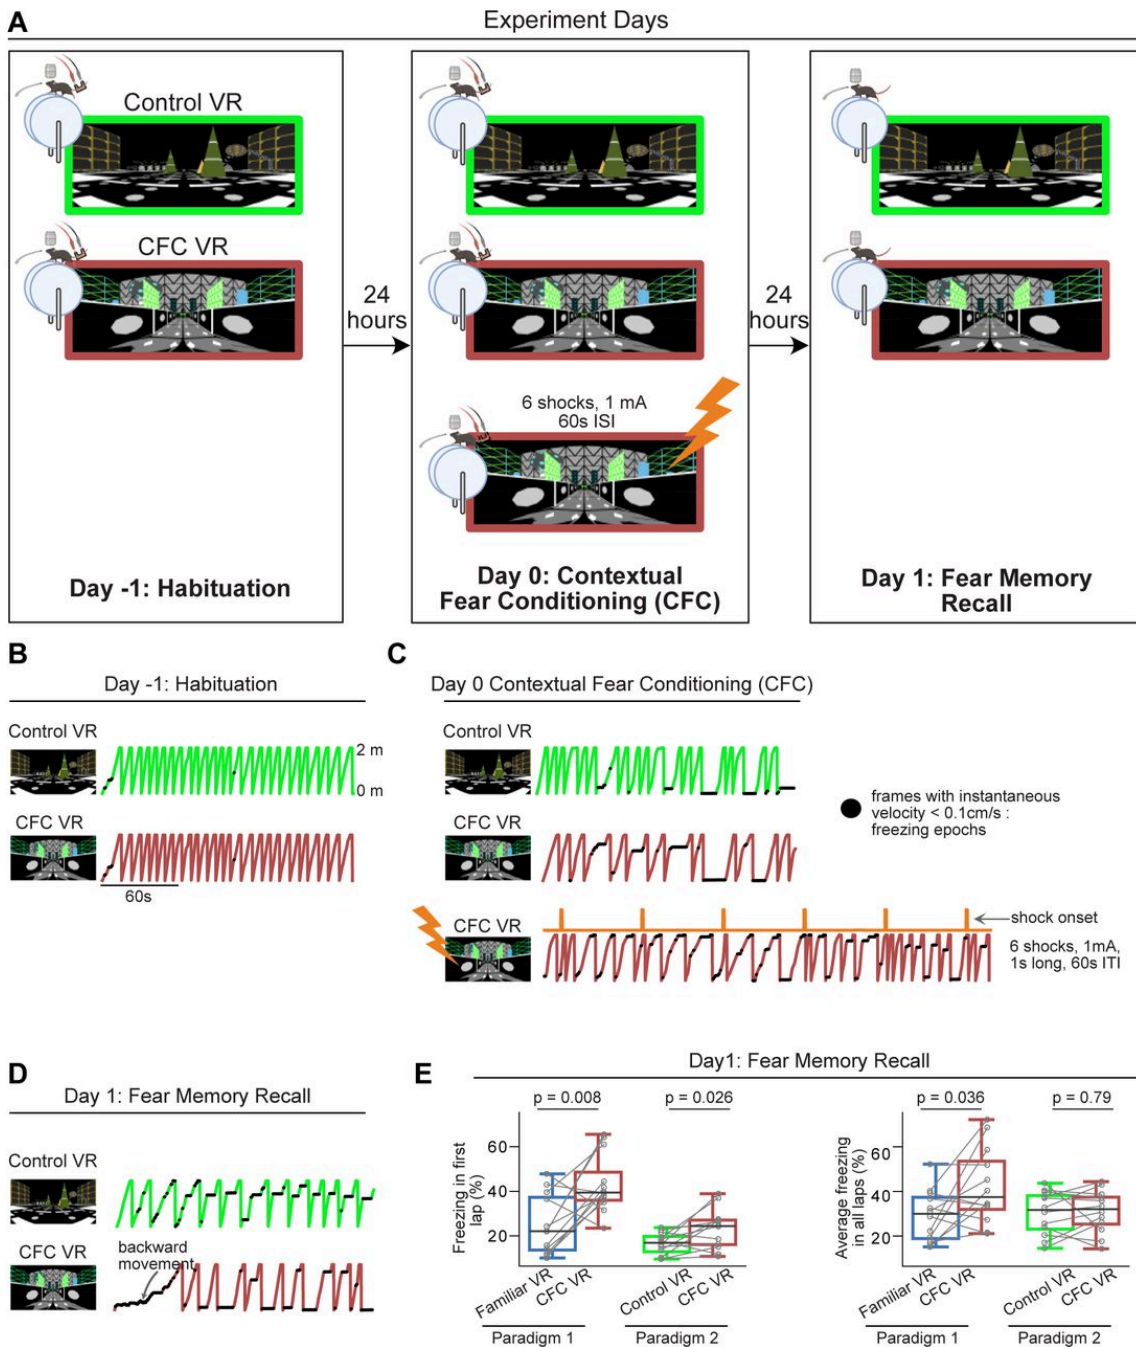 A
Experiment Days
Control VR
CFC VR
24
hours
6 shocks, 1 mA
60s ISI
24
hours
Day -1: Habituation
Day 0: Contextual
Fear Conditioning (CFC)
Day 1: Fear Memory
Recall
B
Day -1: Habituation
Control VR
2 m
0 m
CFC VR
60s
C
Day 0 Contextual Fear Conditioning (CFC)
Control VR
frames with instantaneous
velocity < 0.1cm/s :
freezing epochs
CFC VR
CFC VR
shock onset
6 shocks, 1mA,
1s long, 60s ITI
D
Day 1: Fear Memory Recall
Control VR
CFC VR
backward
movement
E
Day1: Fear Memory Recall
p = 0.008
p = 0.026
Freezing in first
lap (%)
60
40
20
Familiar VR
CFC VR
Control VR
CFC VR
Paradigm 1
Paradigm 2
p = 0.036
p = 0.79
Average freezing
in all laps (%)
60
40
20
Familiar VR
CFC VR
Control VR
CFC VR
Paradigm 1
Paradigm 2